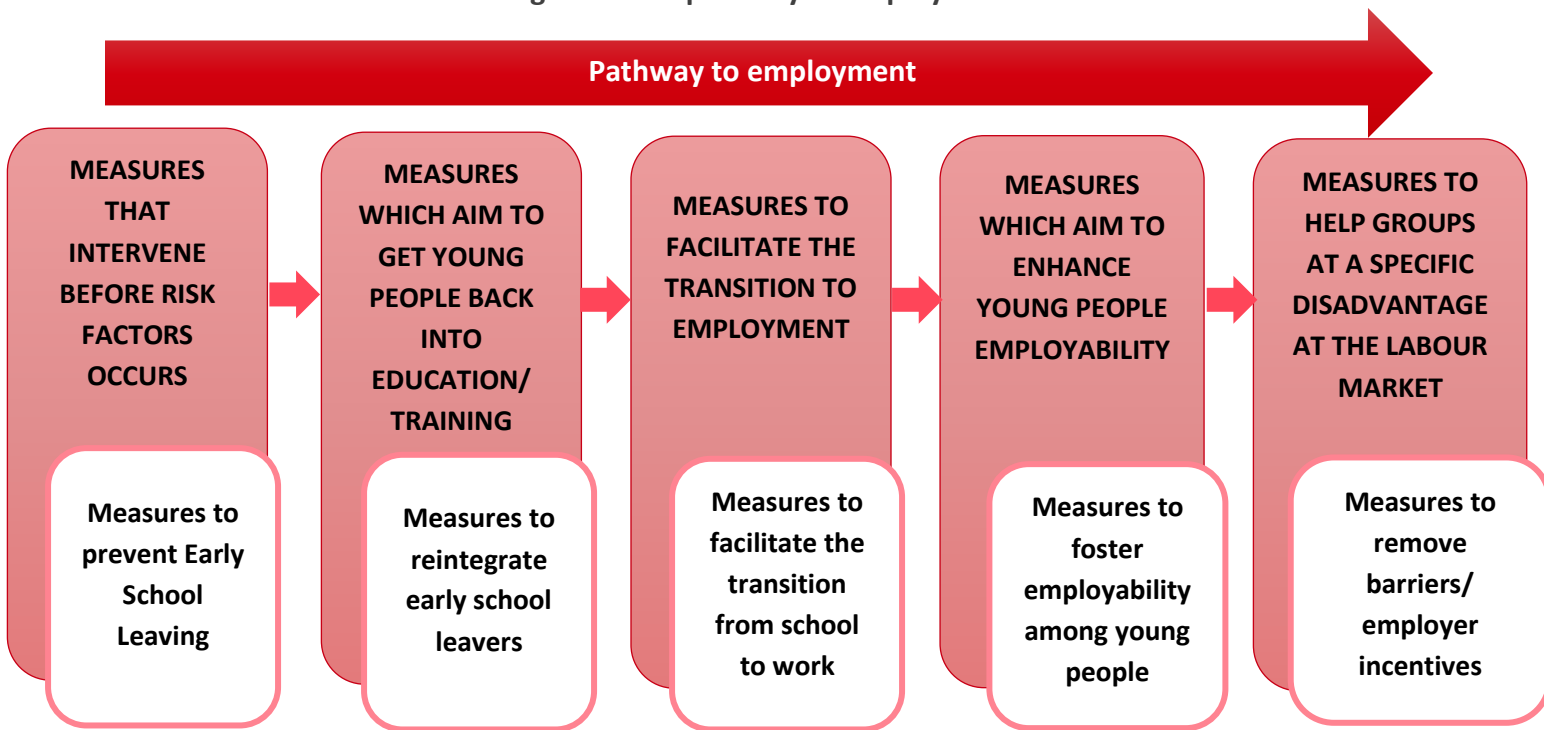 Pathway to employment
MEASURES
THAT
INTERVENE
BEFORE RISK
FACTORS
OCCURS
Measures to
prevent Early
School
Leaving
MEASURES
WHICH AIM TO
GET YOUNG
PEOPLE BACK
INTO
EDUCATION/
TRAINING
Measures to
reintegrate
early school
leavers
MEASURES TO
FACILITATE THE
TRANSITION TO
EMPLOYMENT
Measures to
facilitate the
transition
from school
to work
MEASURES
WHICH AIM TO
ENHANCE
YOUNG PEOPLE
EMPLOYABILITY
Measures to
foster
employability
among young
people
MEASURES TO
HELP GROUPS
AT A SPECIFIC
DISADVANTAGE
AT THE LABOUR
MARKET
Measures to
remove
barriers/
employer
incentives